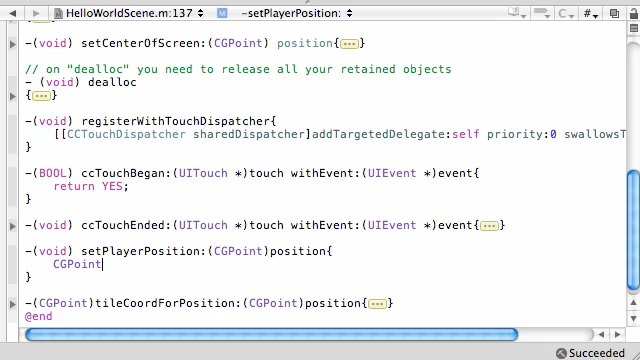 HelloWorldScene.m:137 -setPlayerPosition: C #
-(void) setCenterOfScreen:(CGPoint) position{...}
// on "dealloc" you need to release all your retained objects
- (void) dealloc
{...}
-(void) registerWithTouchDispatcher{
[[CCTouchDispatcher sharedDispatcher]addTargetedDelegate:self priority:0 swallowsT
}
-(BOOL) ccTouchBegan:(UITouch *)touch withEvent:(UIEvent *)event{
return YES;
}
-(void) ccTouchEnded:(UITouch *)touch withEvent:(UIEvent *)event{...}
-(void) setPlayerPosition:(CGPoint)position{
CGPoint
}
-(CGPoint)tileCoordForPosition:(CGPoint)position{...}
@end
Succeeded